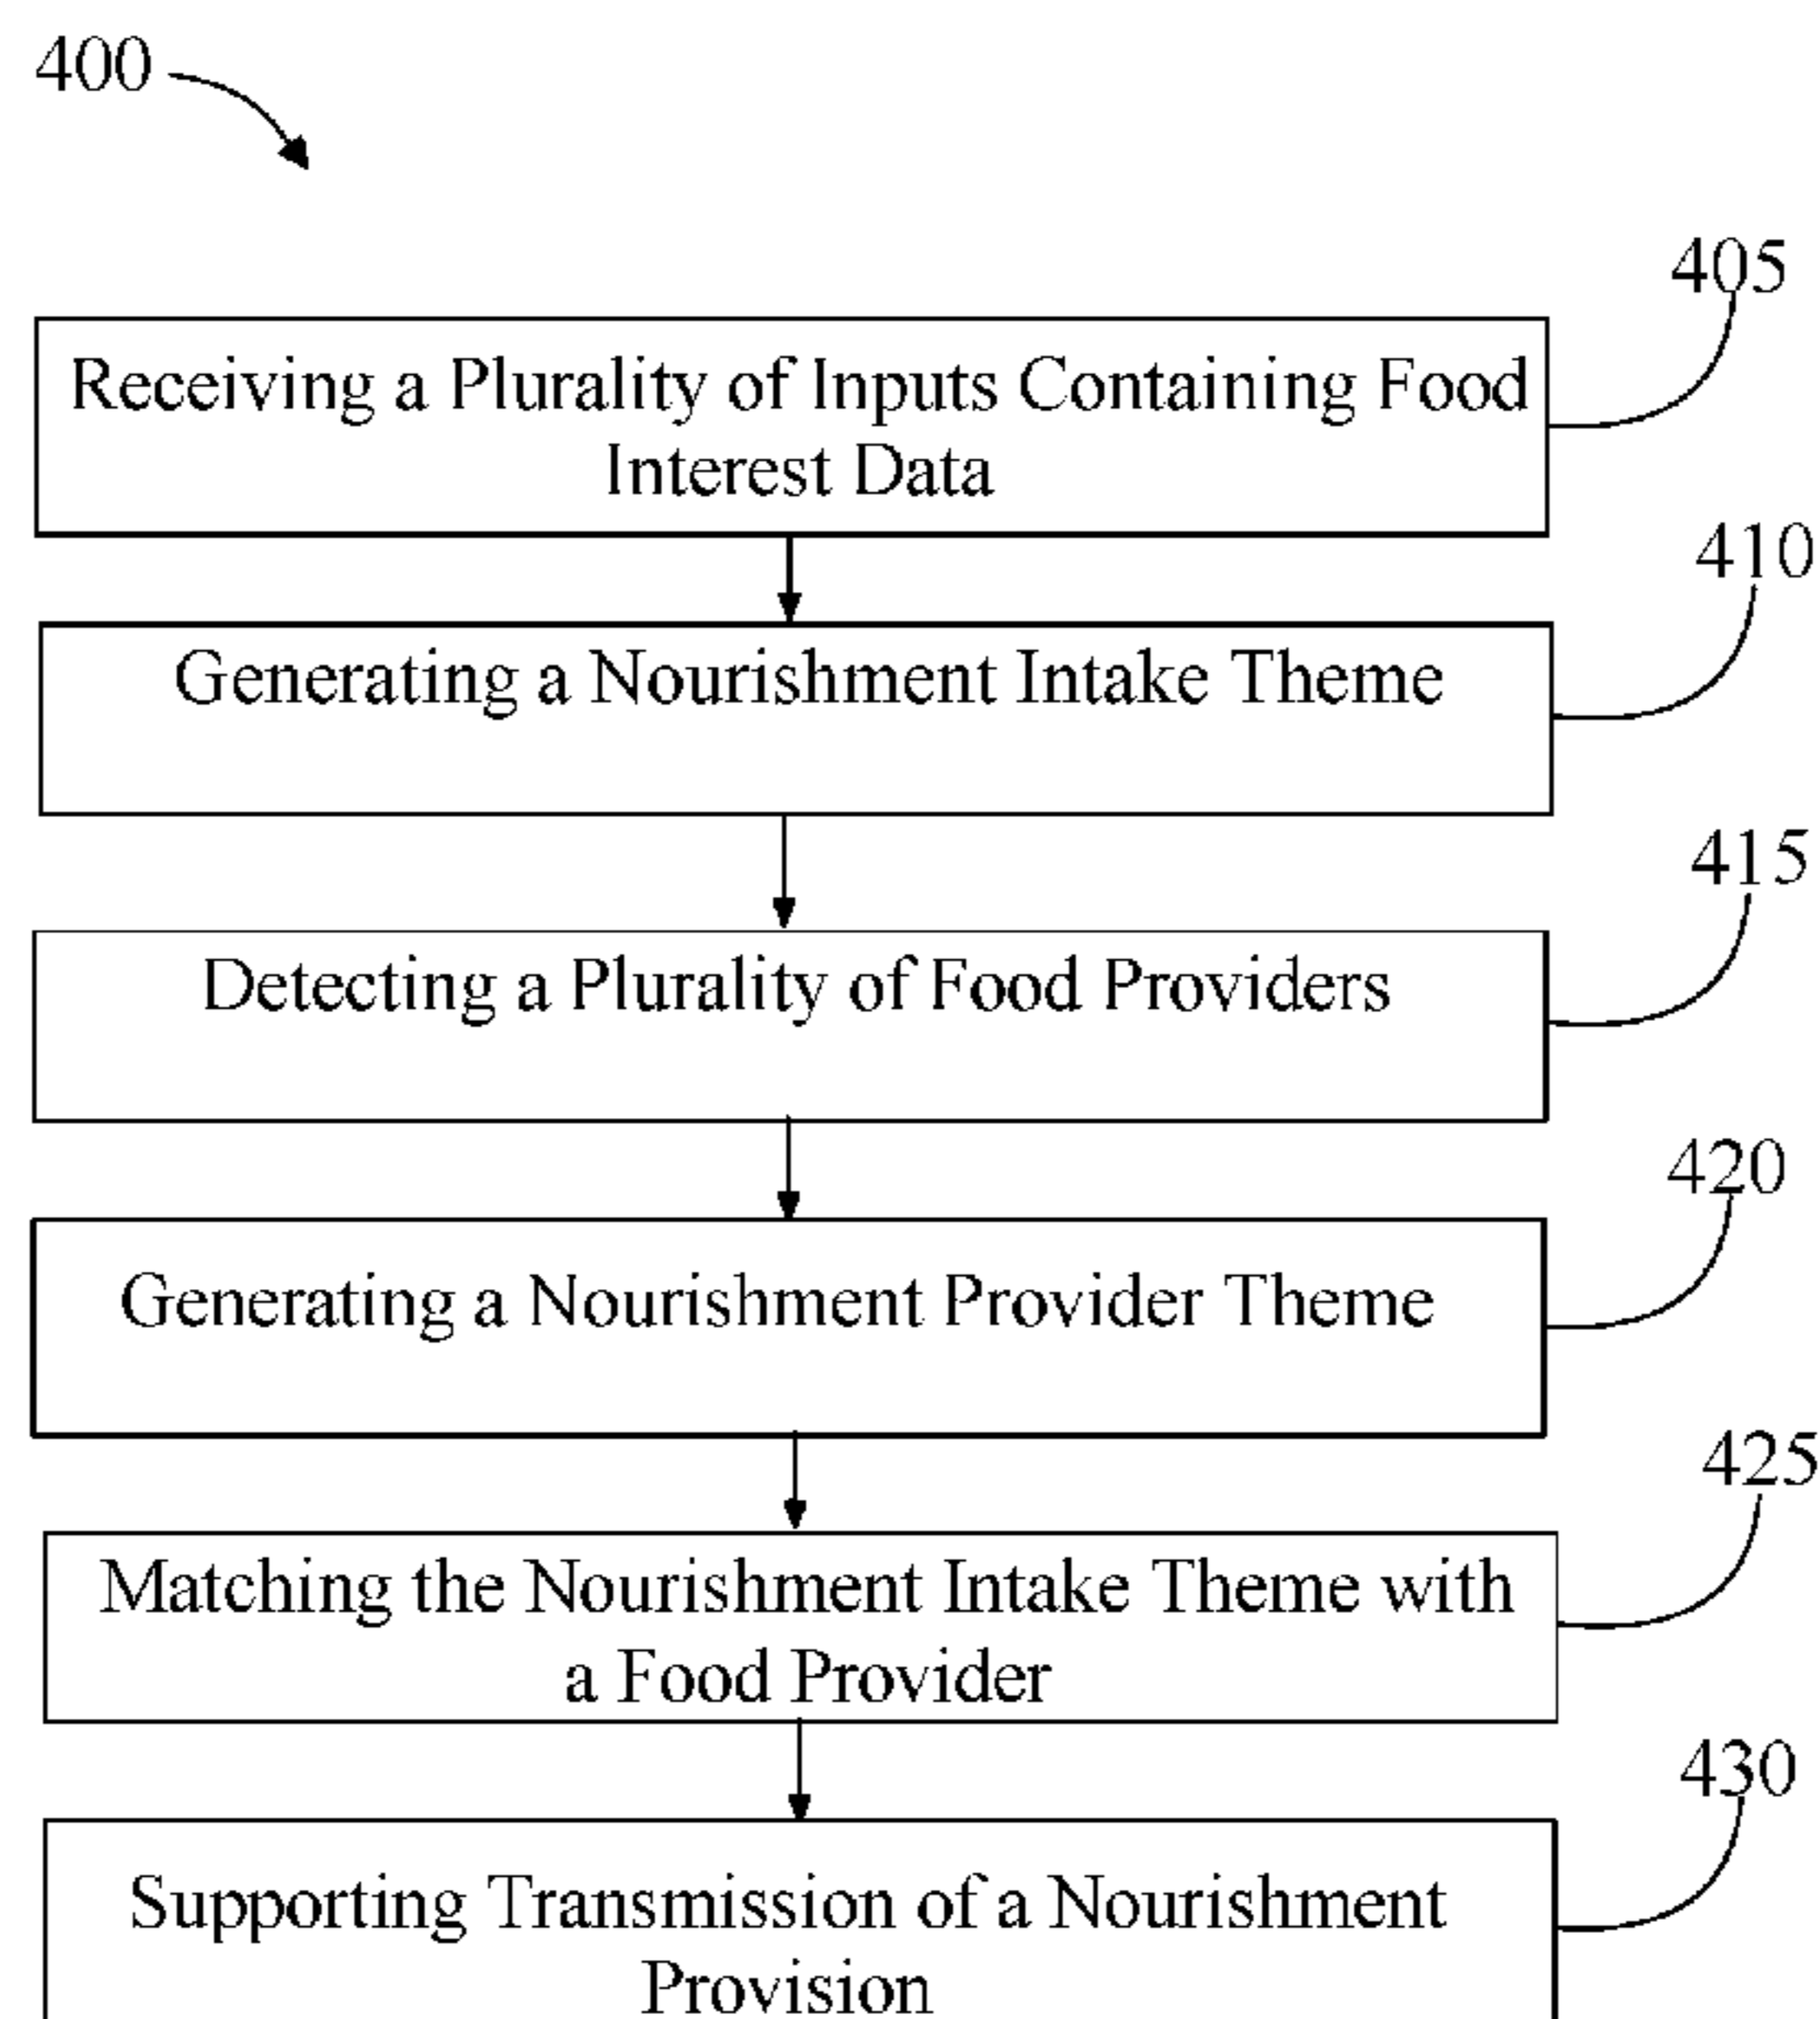 400
405
Receiving a Plurality of Inputs Containing Food
Interest Data
410
Generating a Nourishment Intake Theme
415
Detecting a Plurality of Food Providers
420
Generating a Nourishment Provider Theme
425
Matching the Nourishment Intake Theme with
a Food Provider
430
Supporting Transmission of a Nourishment
Provision